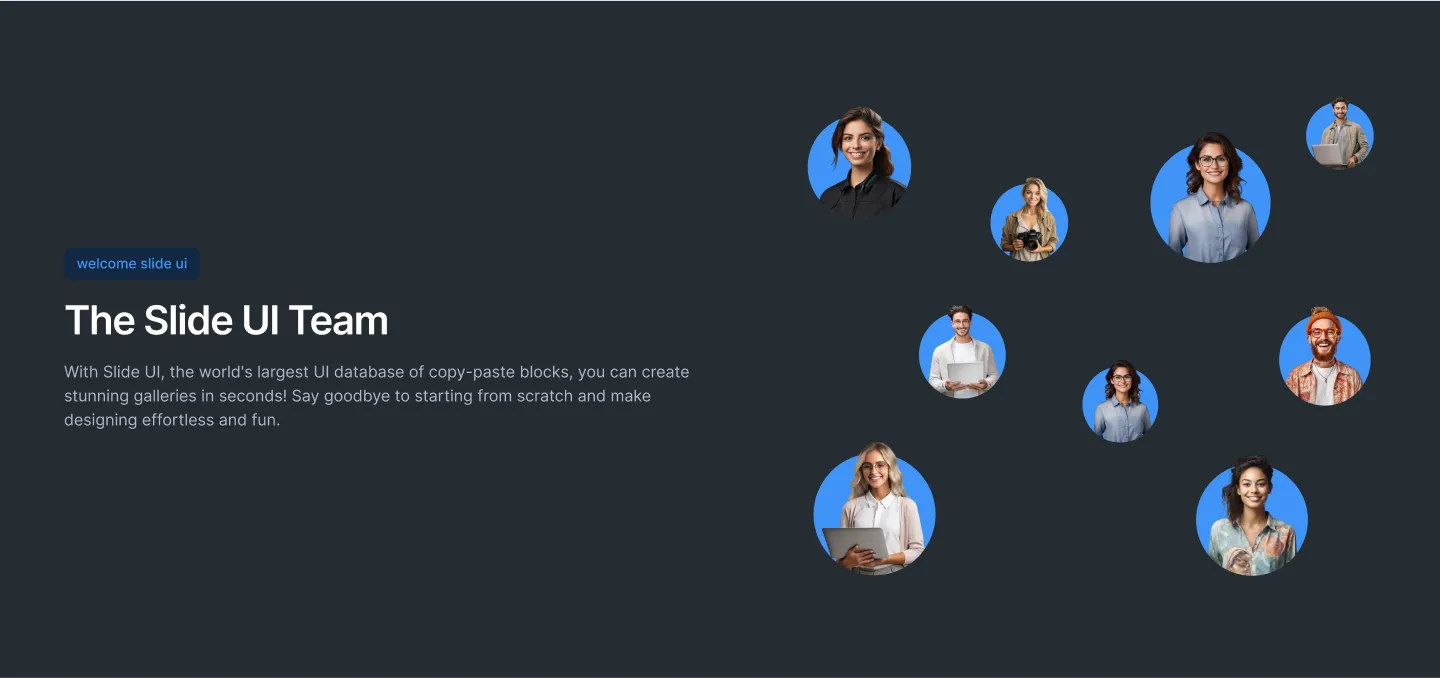 welcome slide ui
The Slide UI Team
With Slide UI, the world's largest UI database of copy-paste blocks, you can create
stunning galleries in seconds! Say goodbye to starting from scratch and make
designing effortless and fun.